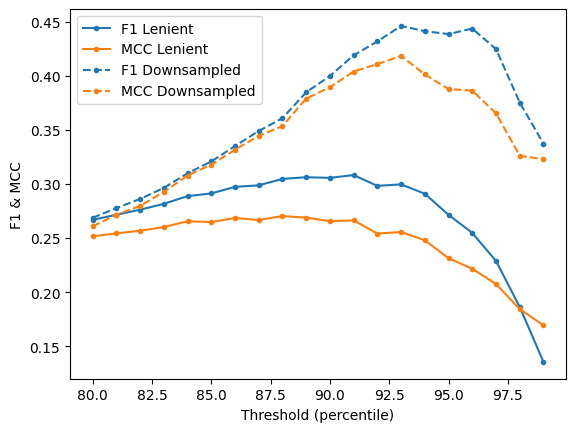 F1 Lenient
MCC Lenient
F1 Downsampled
MCC Downsampled
F1 & MCC
0.45
0.40
0.35
0.30
0.25
0.20
0.15
80.0 82.5 85.0 87.5 90.0 92.5 95.0 97.5
Threshold (percentile)